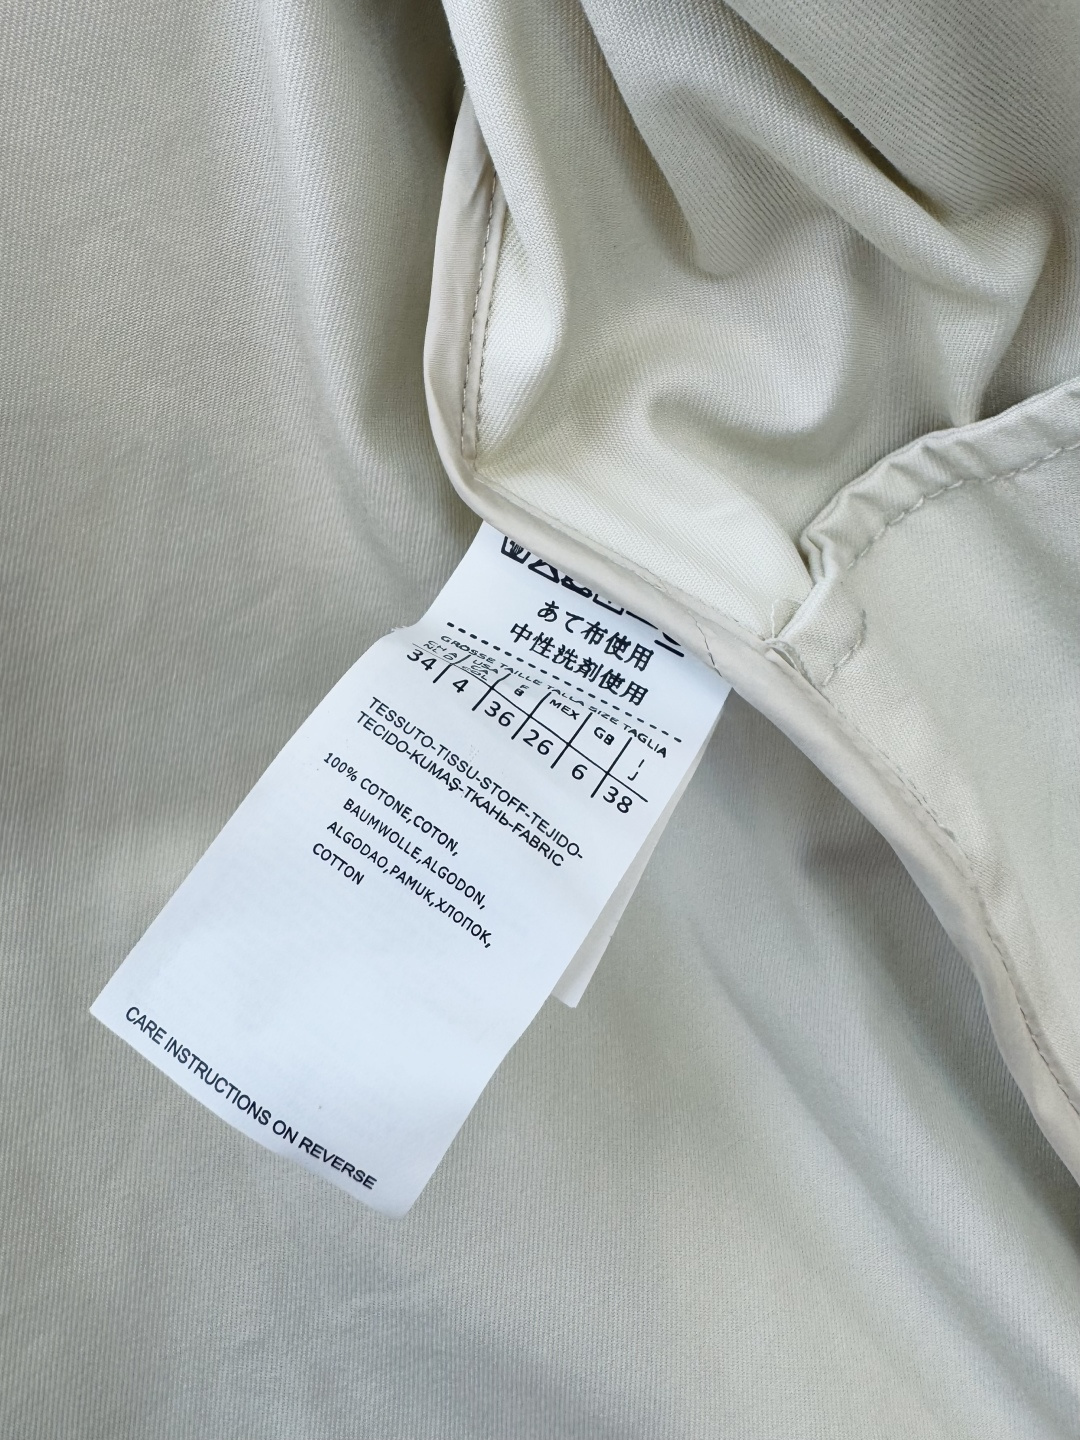 あて布使用
中性洗剤使用
GROSSE TAILLE TALLA SIZE TAGLIA
USA F MEX GB I
B J
34 4 36 26 6 38
TESSUTO-TISSU-STOFF-TEJIDO-
TECIDO-KUMAŞ-ТКАНЬ-FABRIC
100% COTONE,COTON,
BAUMWOLLE,ALGODON,
ALGODAO,PAMUK,ХЛОПОК,
COTTON
CARE INSTRUCTIONS ON REVERSE